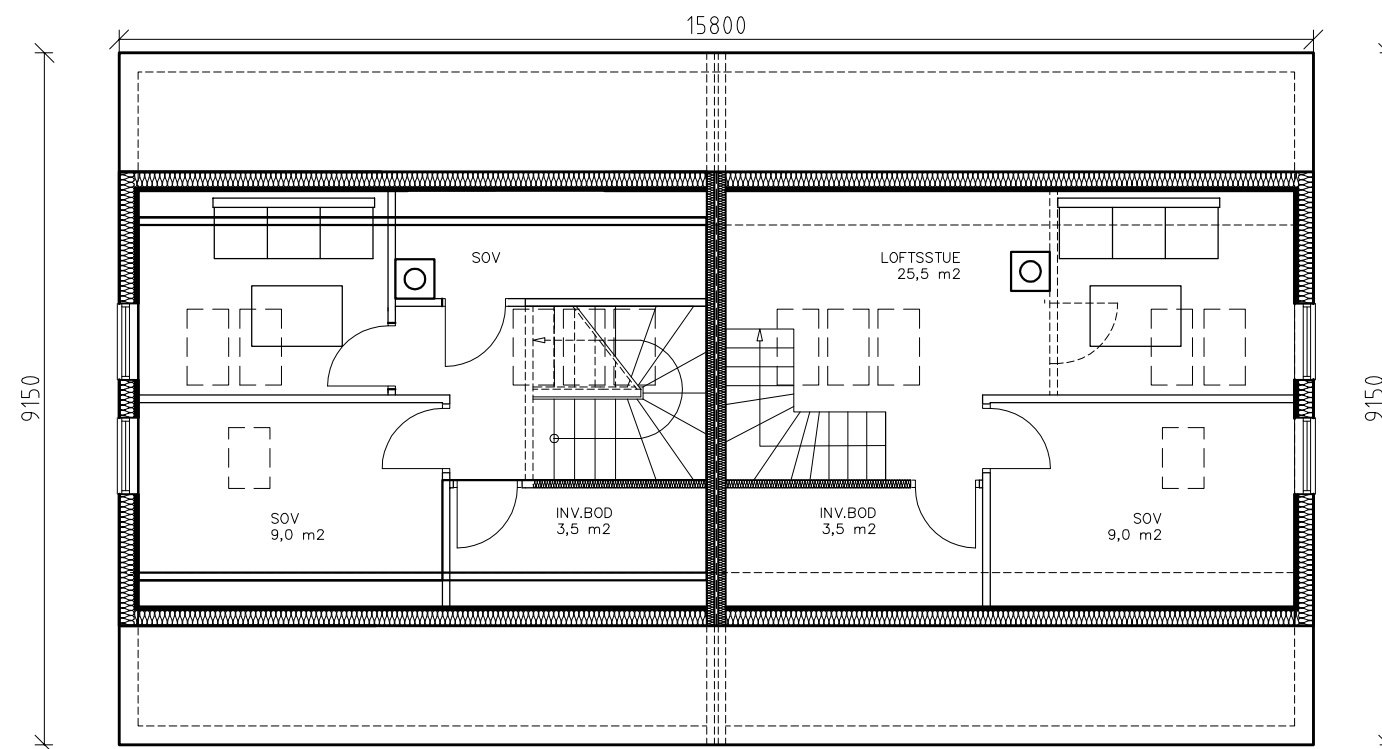 15800
SOV
LOFTSSTUE
25,5 m2
9150
9150
SOV
9,0 m2
INV.BOD
3,5 m2
INV.BOD
3,5 m2
SOV
9,0 m2